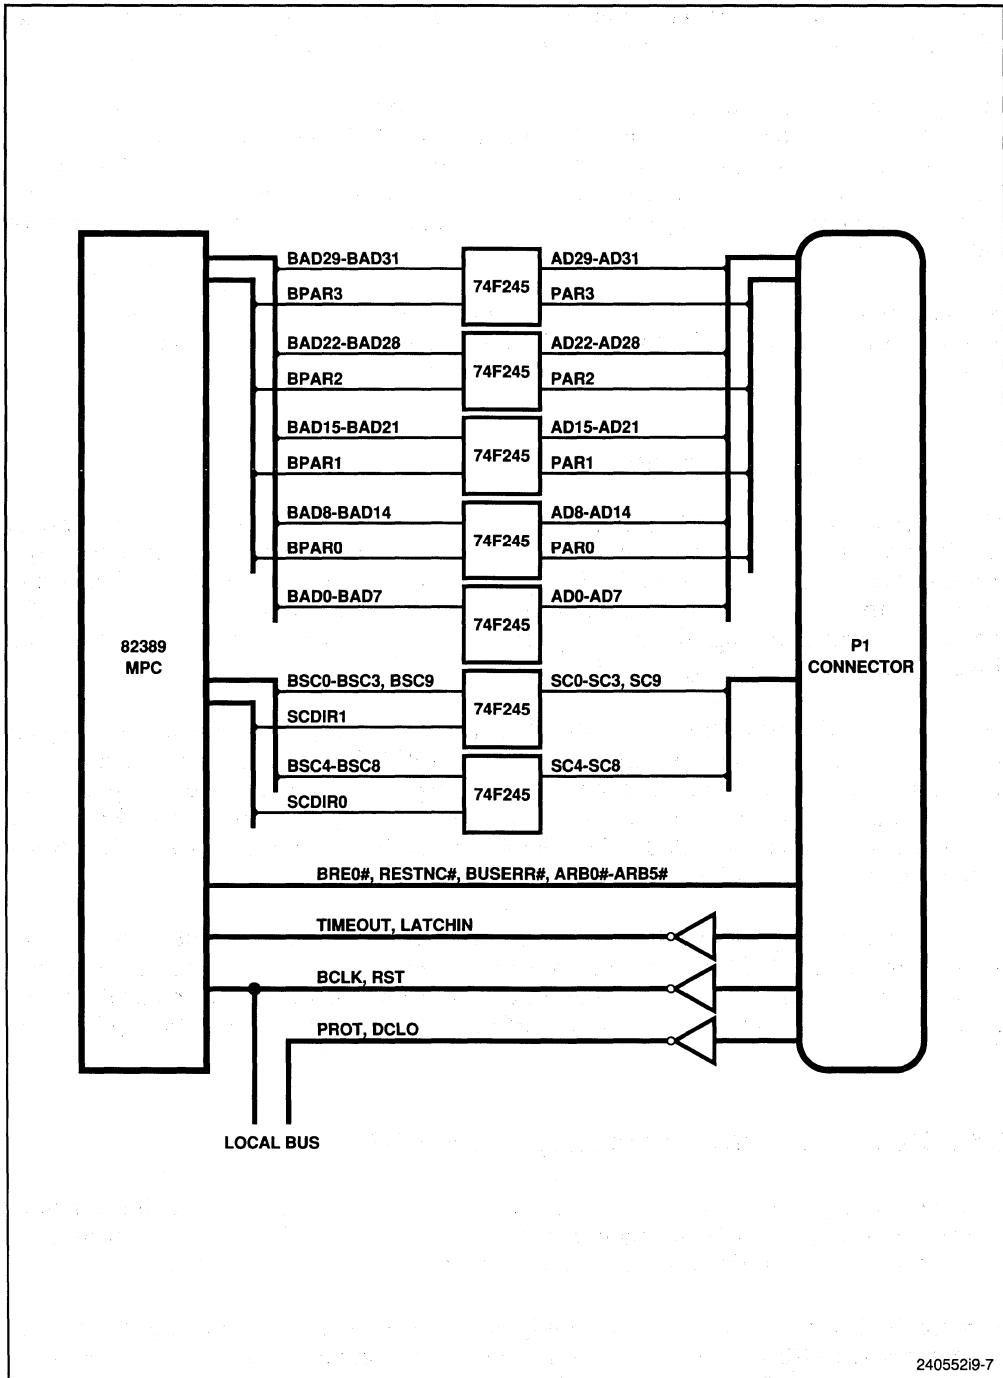 BAD29-BAD31 AD29-AD31
74F245
BPAR3 PAR3
BAD22-BAD28 AD22-AD28
74F245
BPAR2 PAR2
BAD15-BAD21 AD15-AD21
74F245
BPAR1 PAR1
BAD8-BAD14 AD8-AD14
74F245
BPAR0 PAR0
BAD0-BAD7 AD0-AD7
74F245
82389
MPC
P1
CONNECTOR
BSC0-BSC3, BSC9 SC0-SC3, SC9
74F245
SCDIR1
BSC4-BSC8 SC4-SC8
74F245
SCDIR0
BRE0#, RESTNC#, BUSERR#, ARB0#-ARB5#
TIMEOUT, LATCHIN
BCLK, RST
PROT, DCLO
LOCAL BUS
240552i9-7